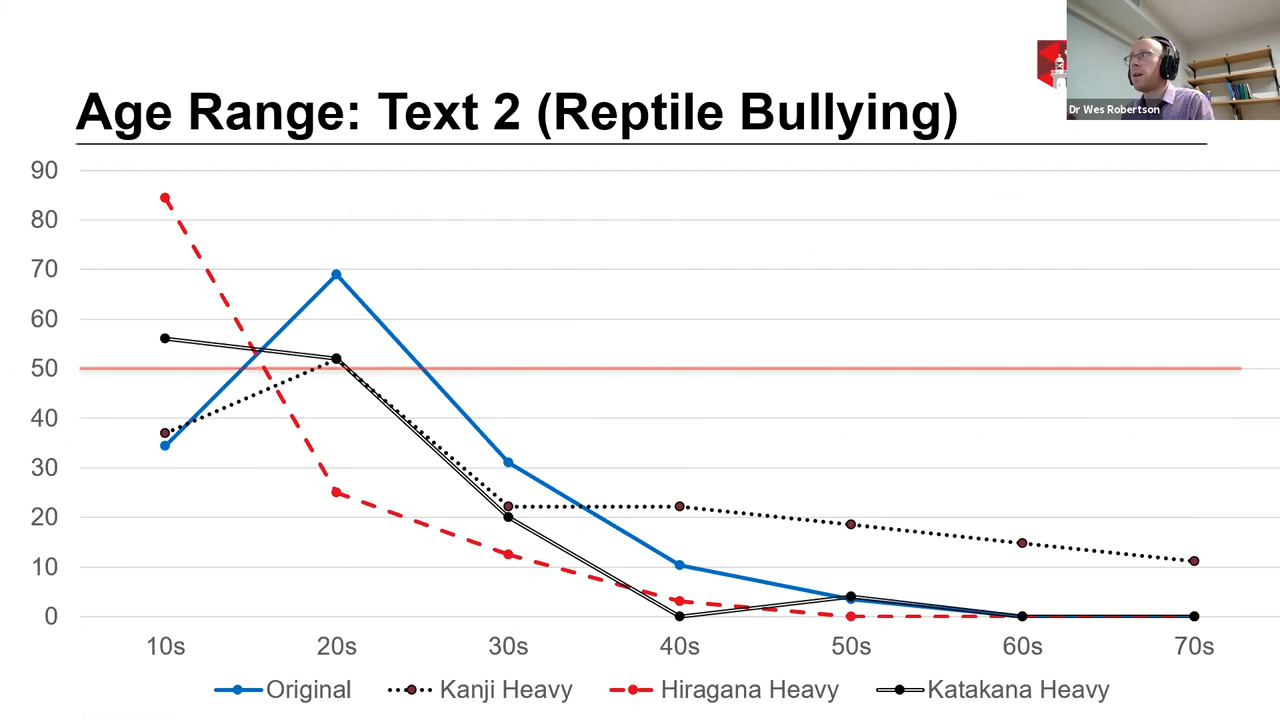 Age Range: Text 2 (Reptile Bullying)
Dr Wes Robertson
90
80
70
60
50
40
30
20
10
0
10s 20s 30s 40s 50s 60s 70s
Original Kanji Heavy Hiragana Heavy Katakana Heavy